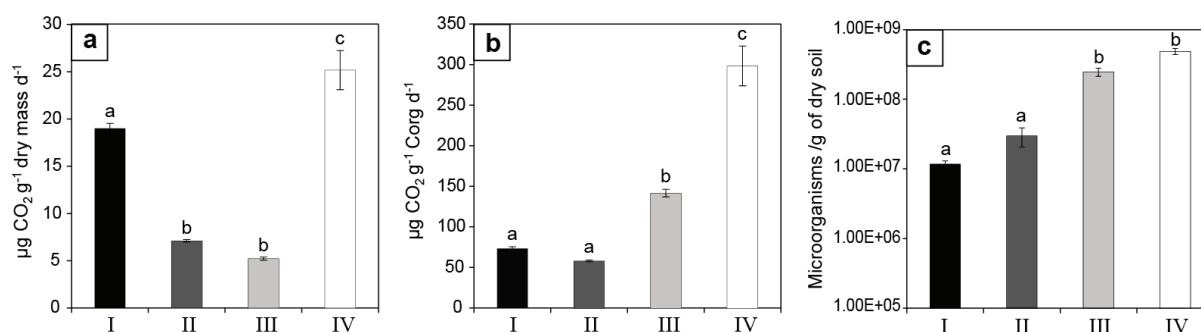 a
µg CO₂ g⁻¹ dry mass d⁻¹
30
25
20
15
10
5
0
a
b
b
c
I II III IV
b
µg CO₂ g⁻¹ Corg d⁻¹
350
300
250
200
150
100
50
0
a
a
b
c
I II III IV
c
Microorganisms /g of dry soil
1.00E+09
1.00E+08
1.00E+07
1.00E+06
1.00E+05
a
a
b
b
I II III IV